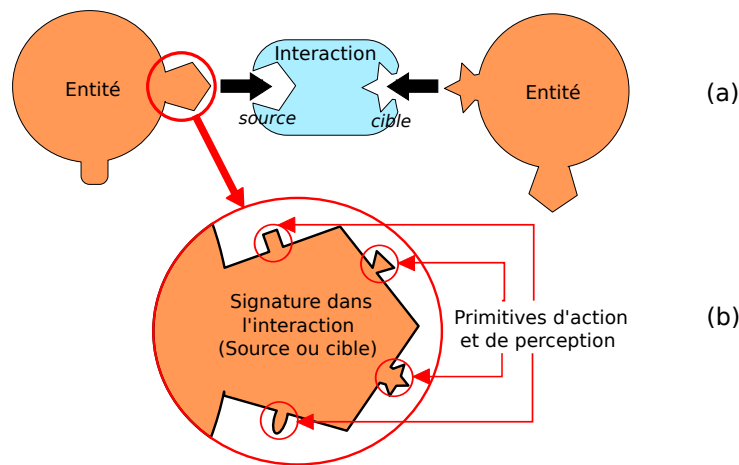 Interaction
Entité
Entité
source
cible
(a)
Signature dans
l'interaction
(Source ou cible)
Primitives d'action
et de perception
(b)